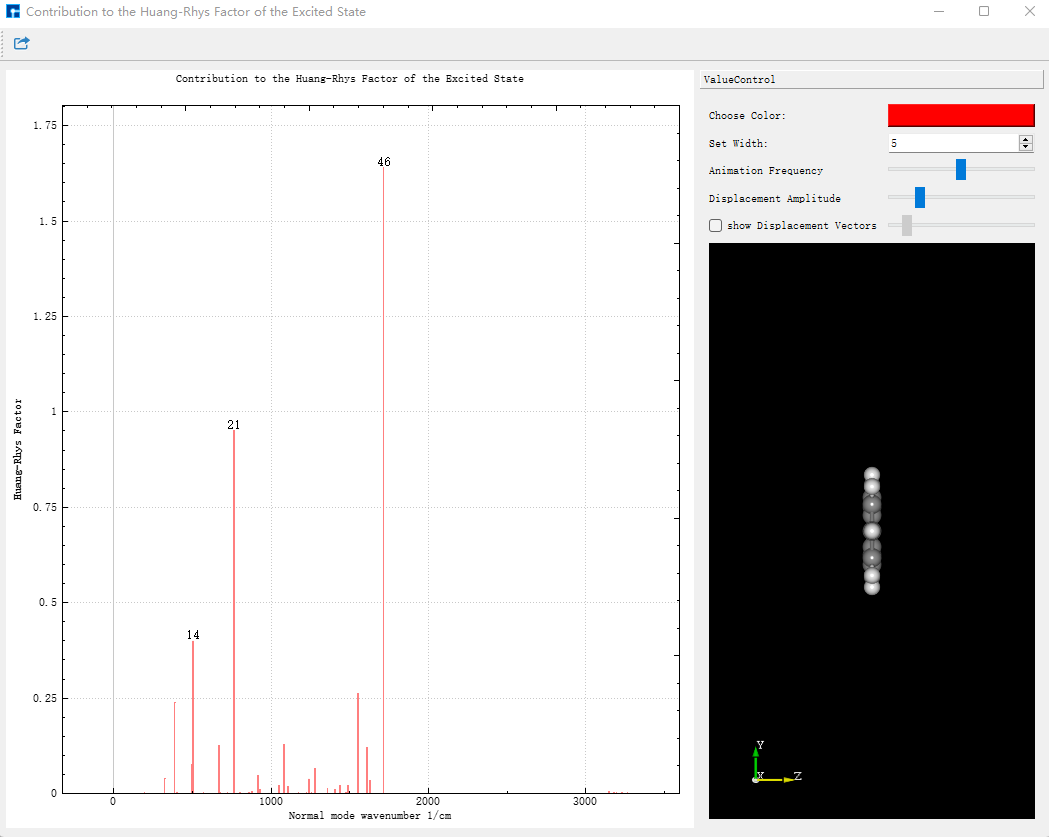 Contribution to the Huang-Rhys Factor of the Excited State
Contribution to the Huang-Rhys Factor of the Excited State
1.75
1.5
1.25
1
0.75
0.5
0.25
0
Huang-Rhys Factor
46
21
14
0
1000
2000
3000
Normal mode wavenumber 1/cm
ValueControl
Choose Color:
Set Width:
5
Animation Frequency
Displacement Amplitude
show Displacement Vectors
Y
X
Z